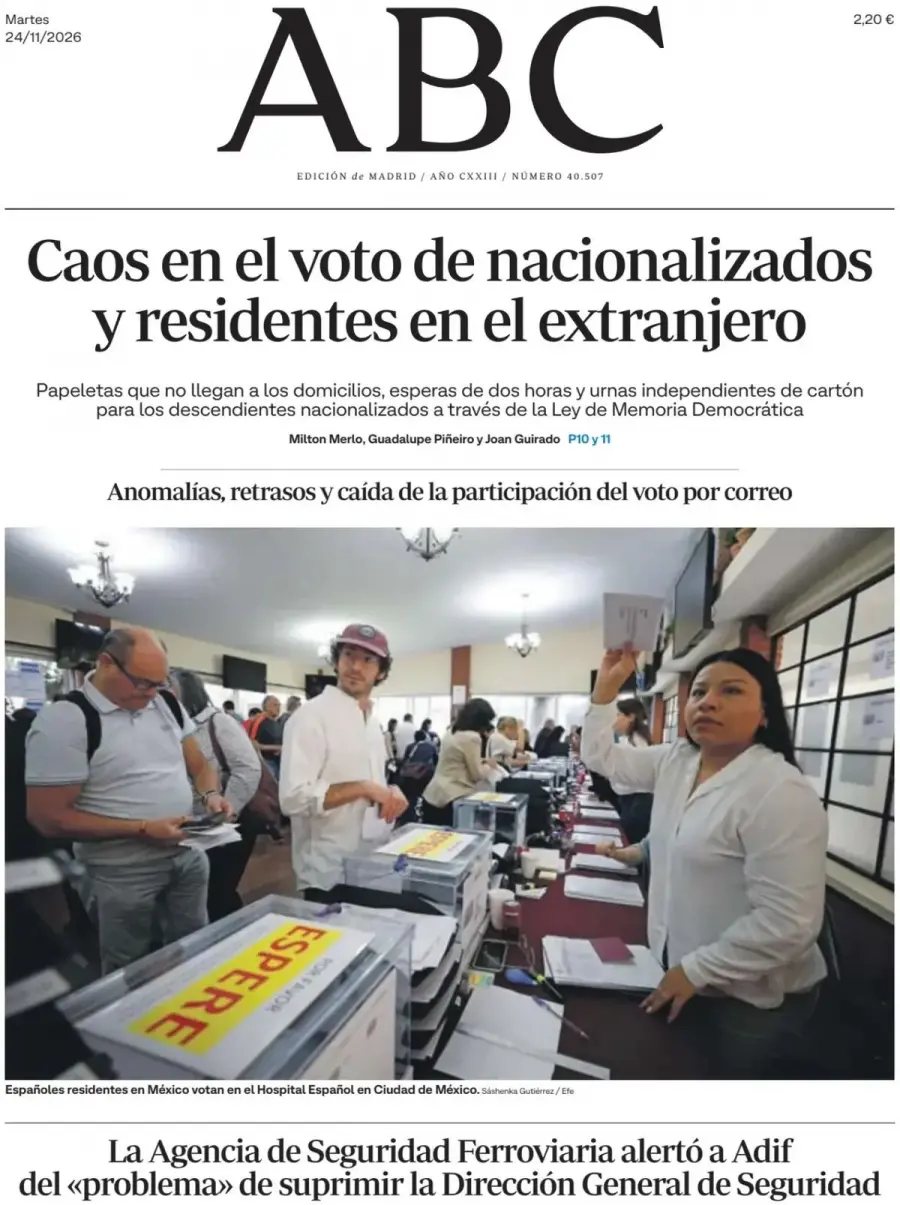 Martes
24/11/2026
2,20 €
ABC
EDICIÓN de MADRID / AÑO CXXIII / NÚMERO 40.507
Caos en el voto de nacionalizados
y residentes en el extranjero
Papeletas que no llegan a los domicilios, esperas de dos horas y urnas independientes de cartón
para los descendientes nacionalizados a través de la Ley de Memoria Democrática
Milton Merlo, Guadalupe Piñeiro y Joan Guirado P10 y 11
Anomalías, retrasos y caída de la participación del voto por correo
ESPERE
POR FAVOR
ESPERE
Españoles residentes en México votan en el Hospital Español en Ciudad de México. Sáshenka Gutiérrez / Efe
La Agencia de Seguridad Ferroviaria alertó a Adif
del «problema» de suprimir la Dirección General de Seguridad